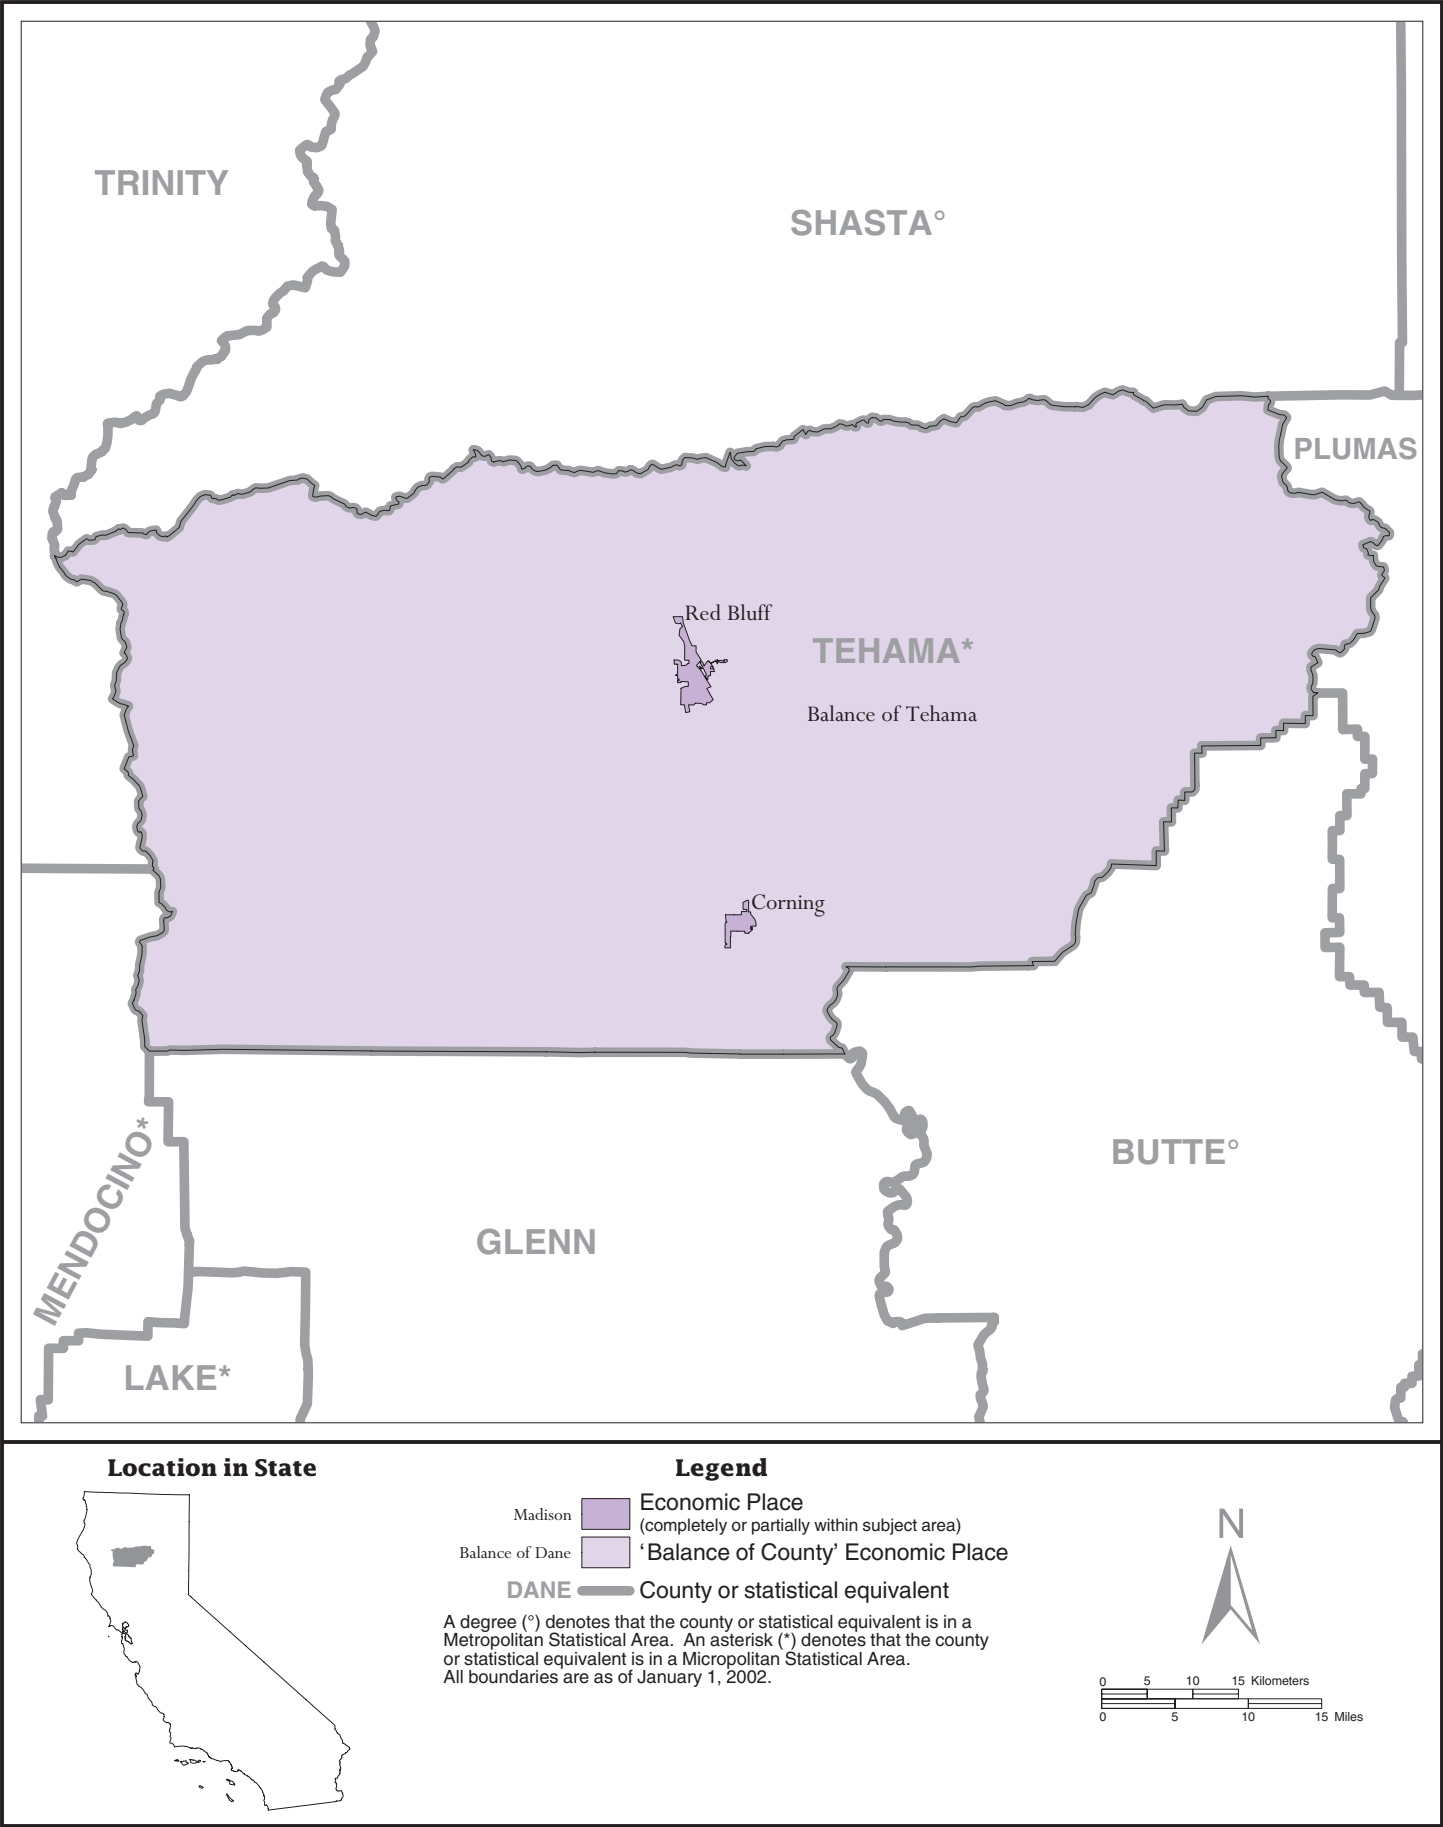 TRINITY
SHASTA°
PLUMAS
Red Bluff
TEHAMA*
Balance of Tehama
Corning
MENDOCINO*
BUTTE°
GLENN
LAKE*
Location in State
Legend
Madison
Economic Place
(completely or partially within subject area)
Balance of Dane
‘Balance of County’ Economic Place
DANE
County or statistical equivalent
A degree (°) denotes that the county or statistical equivalent is in a
Metropolitan Statistical Area.  An asterisk (*) denotes that the county
or statistical equivalent is in a Micropolitan Statistical Area.
All boundaries are as of January 1, 2002.
N
0 5 10 15 Kilometers
0 5 10 15 Miles